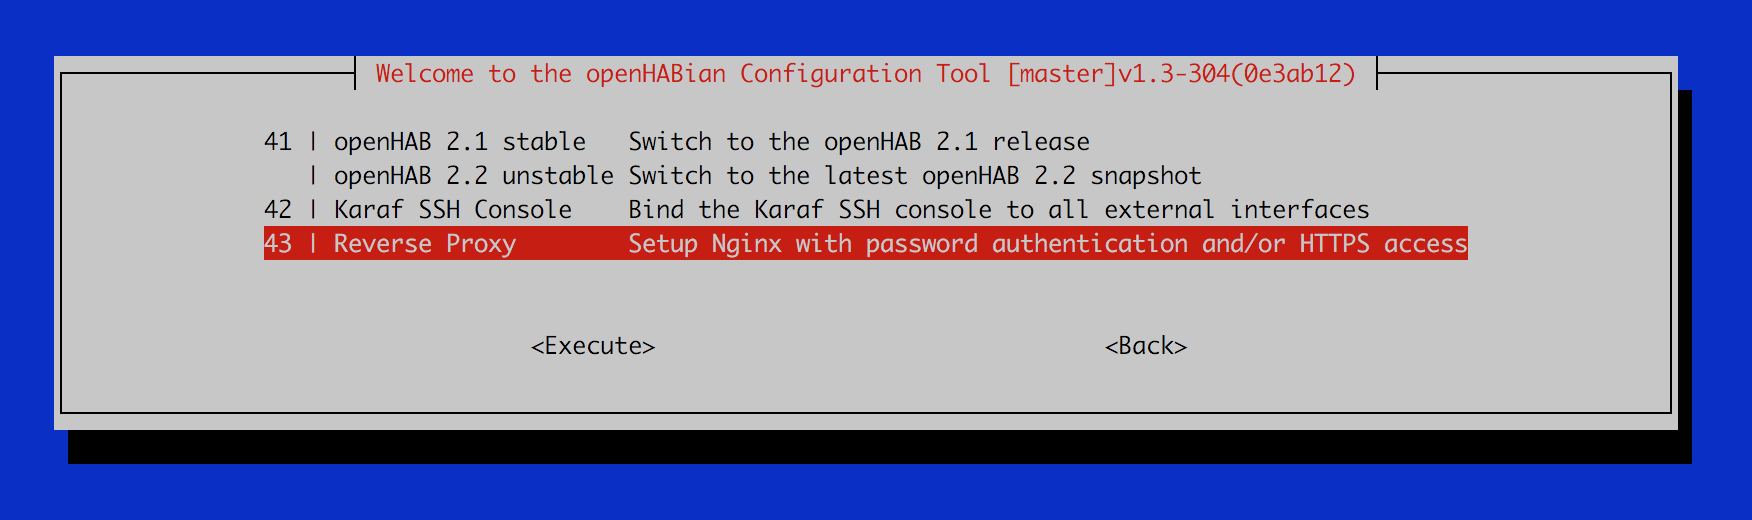 Welcome to the openHABian Configuration Tool [master]v1.3-304(0e3ab12)
41 | openHAB 2.1 stable   Switch to the openHAB 2.1 release
   | openHAB 2.2 unstable Switch to the latest openHAB 2.2 snapshot
42 | Karaf SSH Console    Bind the Karaf SSH console to all external interfaces
43 | Reverse Proxy        Setup Nginx with password authentication and/or HTTPS access
<Execute> <Back>